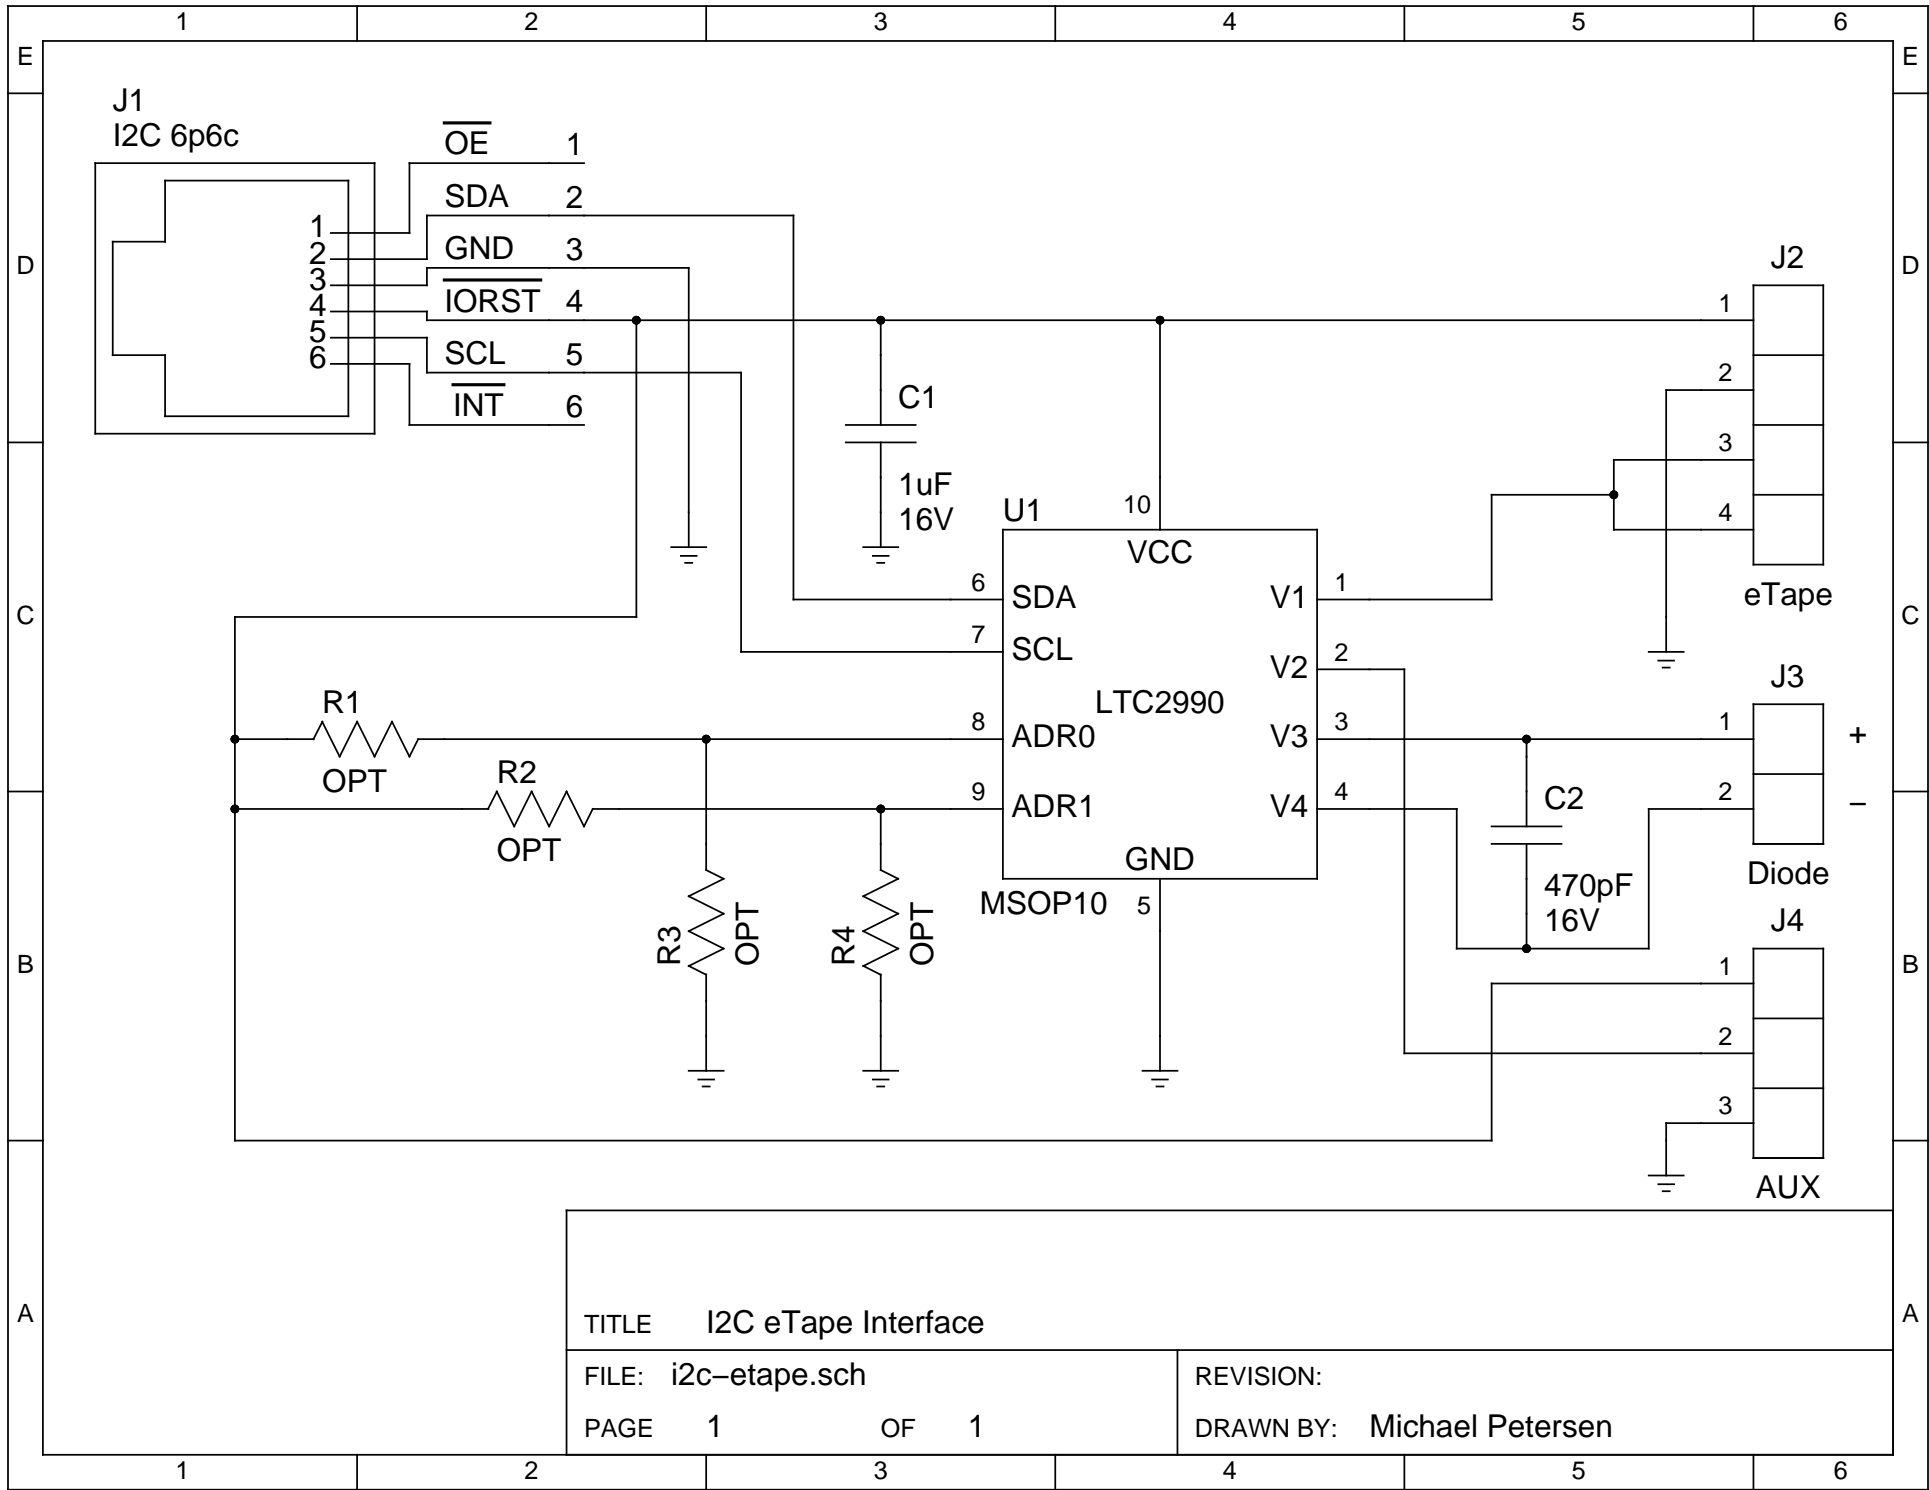 1 2 3 4 5 6
E E
J1
I2C 6p6c
OE 1
SDA 2
GND 3
IORST 4
SCL 5
INT 6
1
2
3
4
5
6
D D
J2
1
2
3
4
eTape
C1
1uF
16V
U1
10
VCC
6 SDA
7 SCL
8 ADR0
9 ADR1
LTC2990
V1 1
V2 2
V3 3
V4 4
GND
MSOP10 5
C C
R1
OPT
R2
OPT
R3
OPT
R4
OPT
J3
1 +
2 −
Diode
C2
470pF
16V
B B
J4
1
2
3
AUX
A A
TITLE I2C eTape Interface
FILE: i2c−etape.sch
REVISION:
PAGE 1 OF 1
DRAWN BY: Michael Petersen
1 2 3 4 5 6